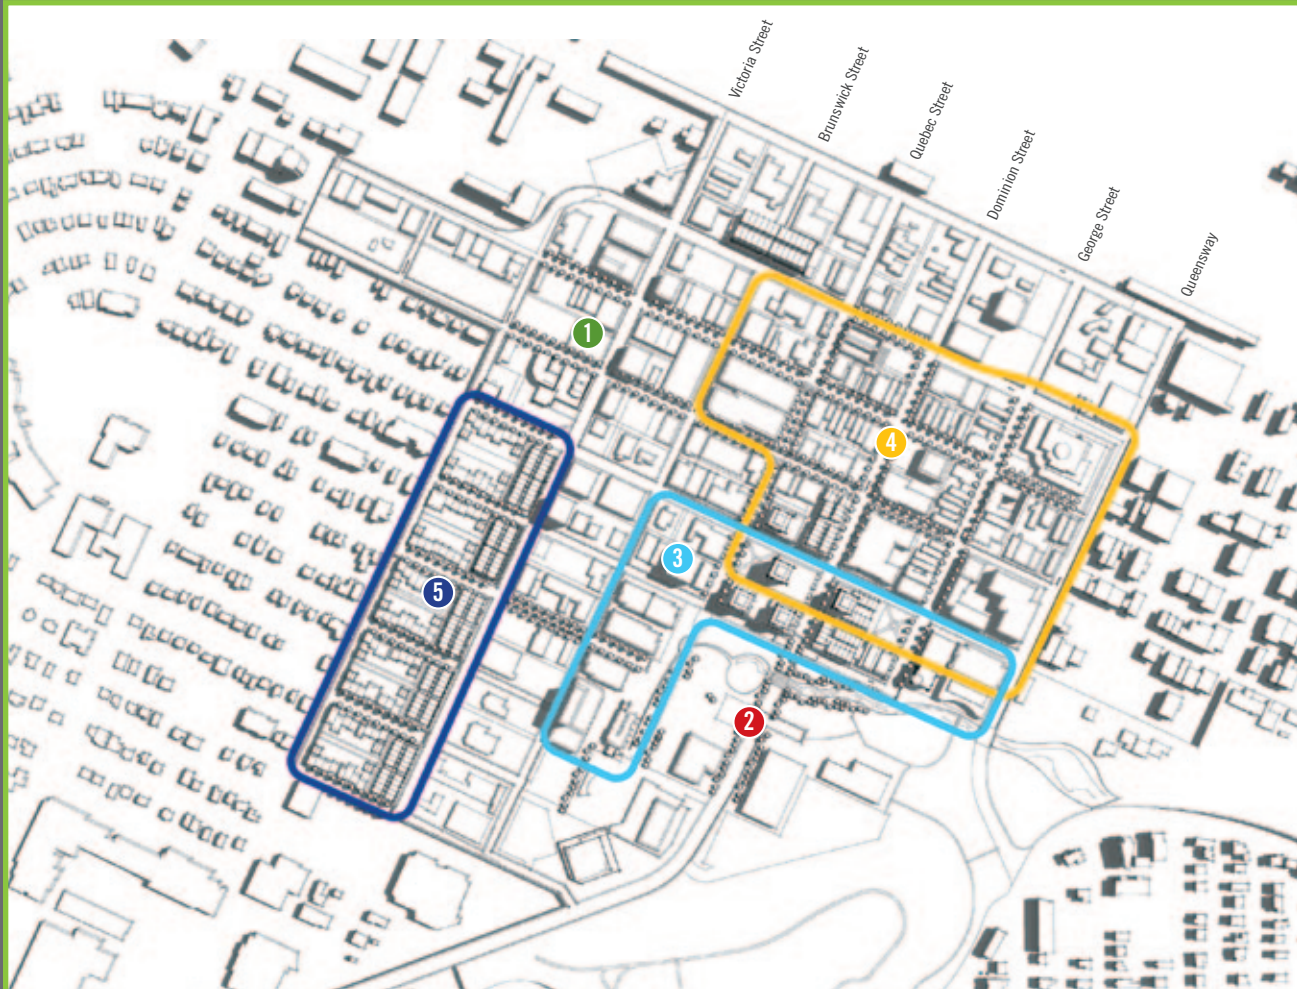 Victoria Street
Brunswick Street
Quebec Street
Dominion Street
George Street
Queensway
1
4
3
5
2